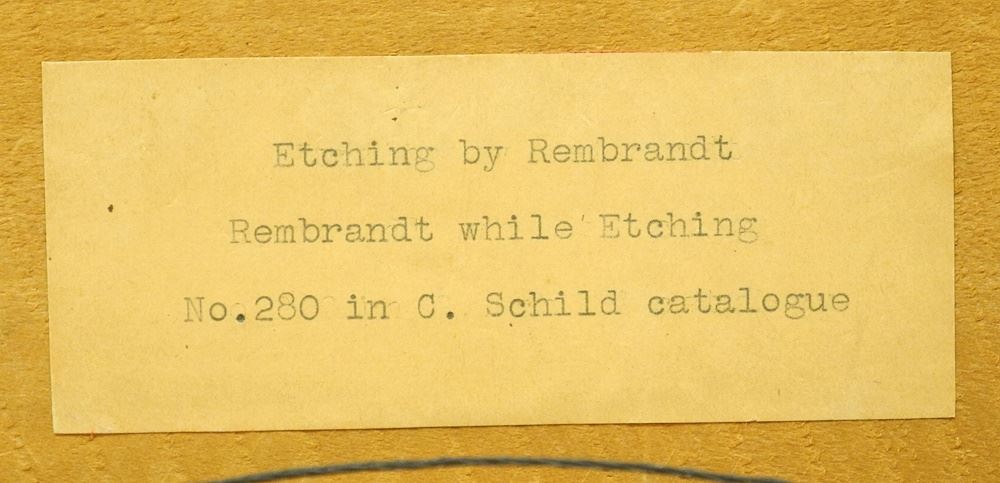 Etching by Rembrandt
Rembrandt while Etching
No.280 in C. Schild catalogue